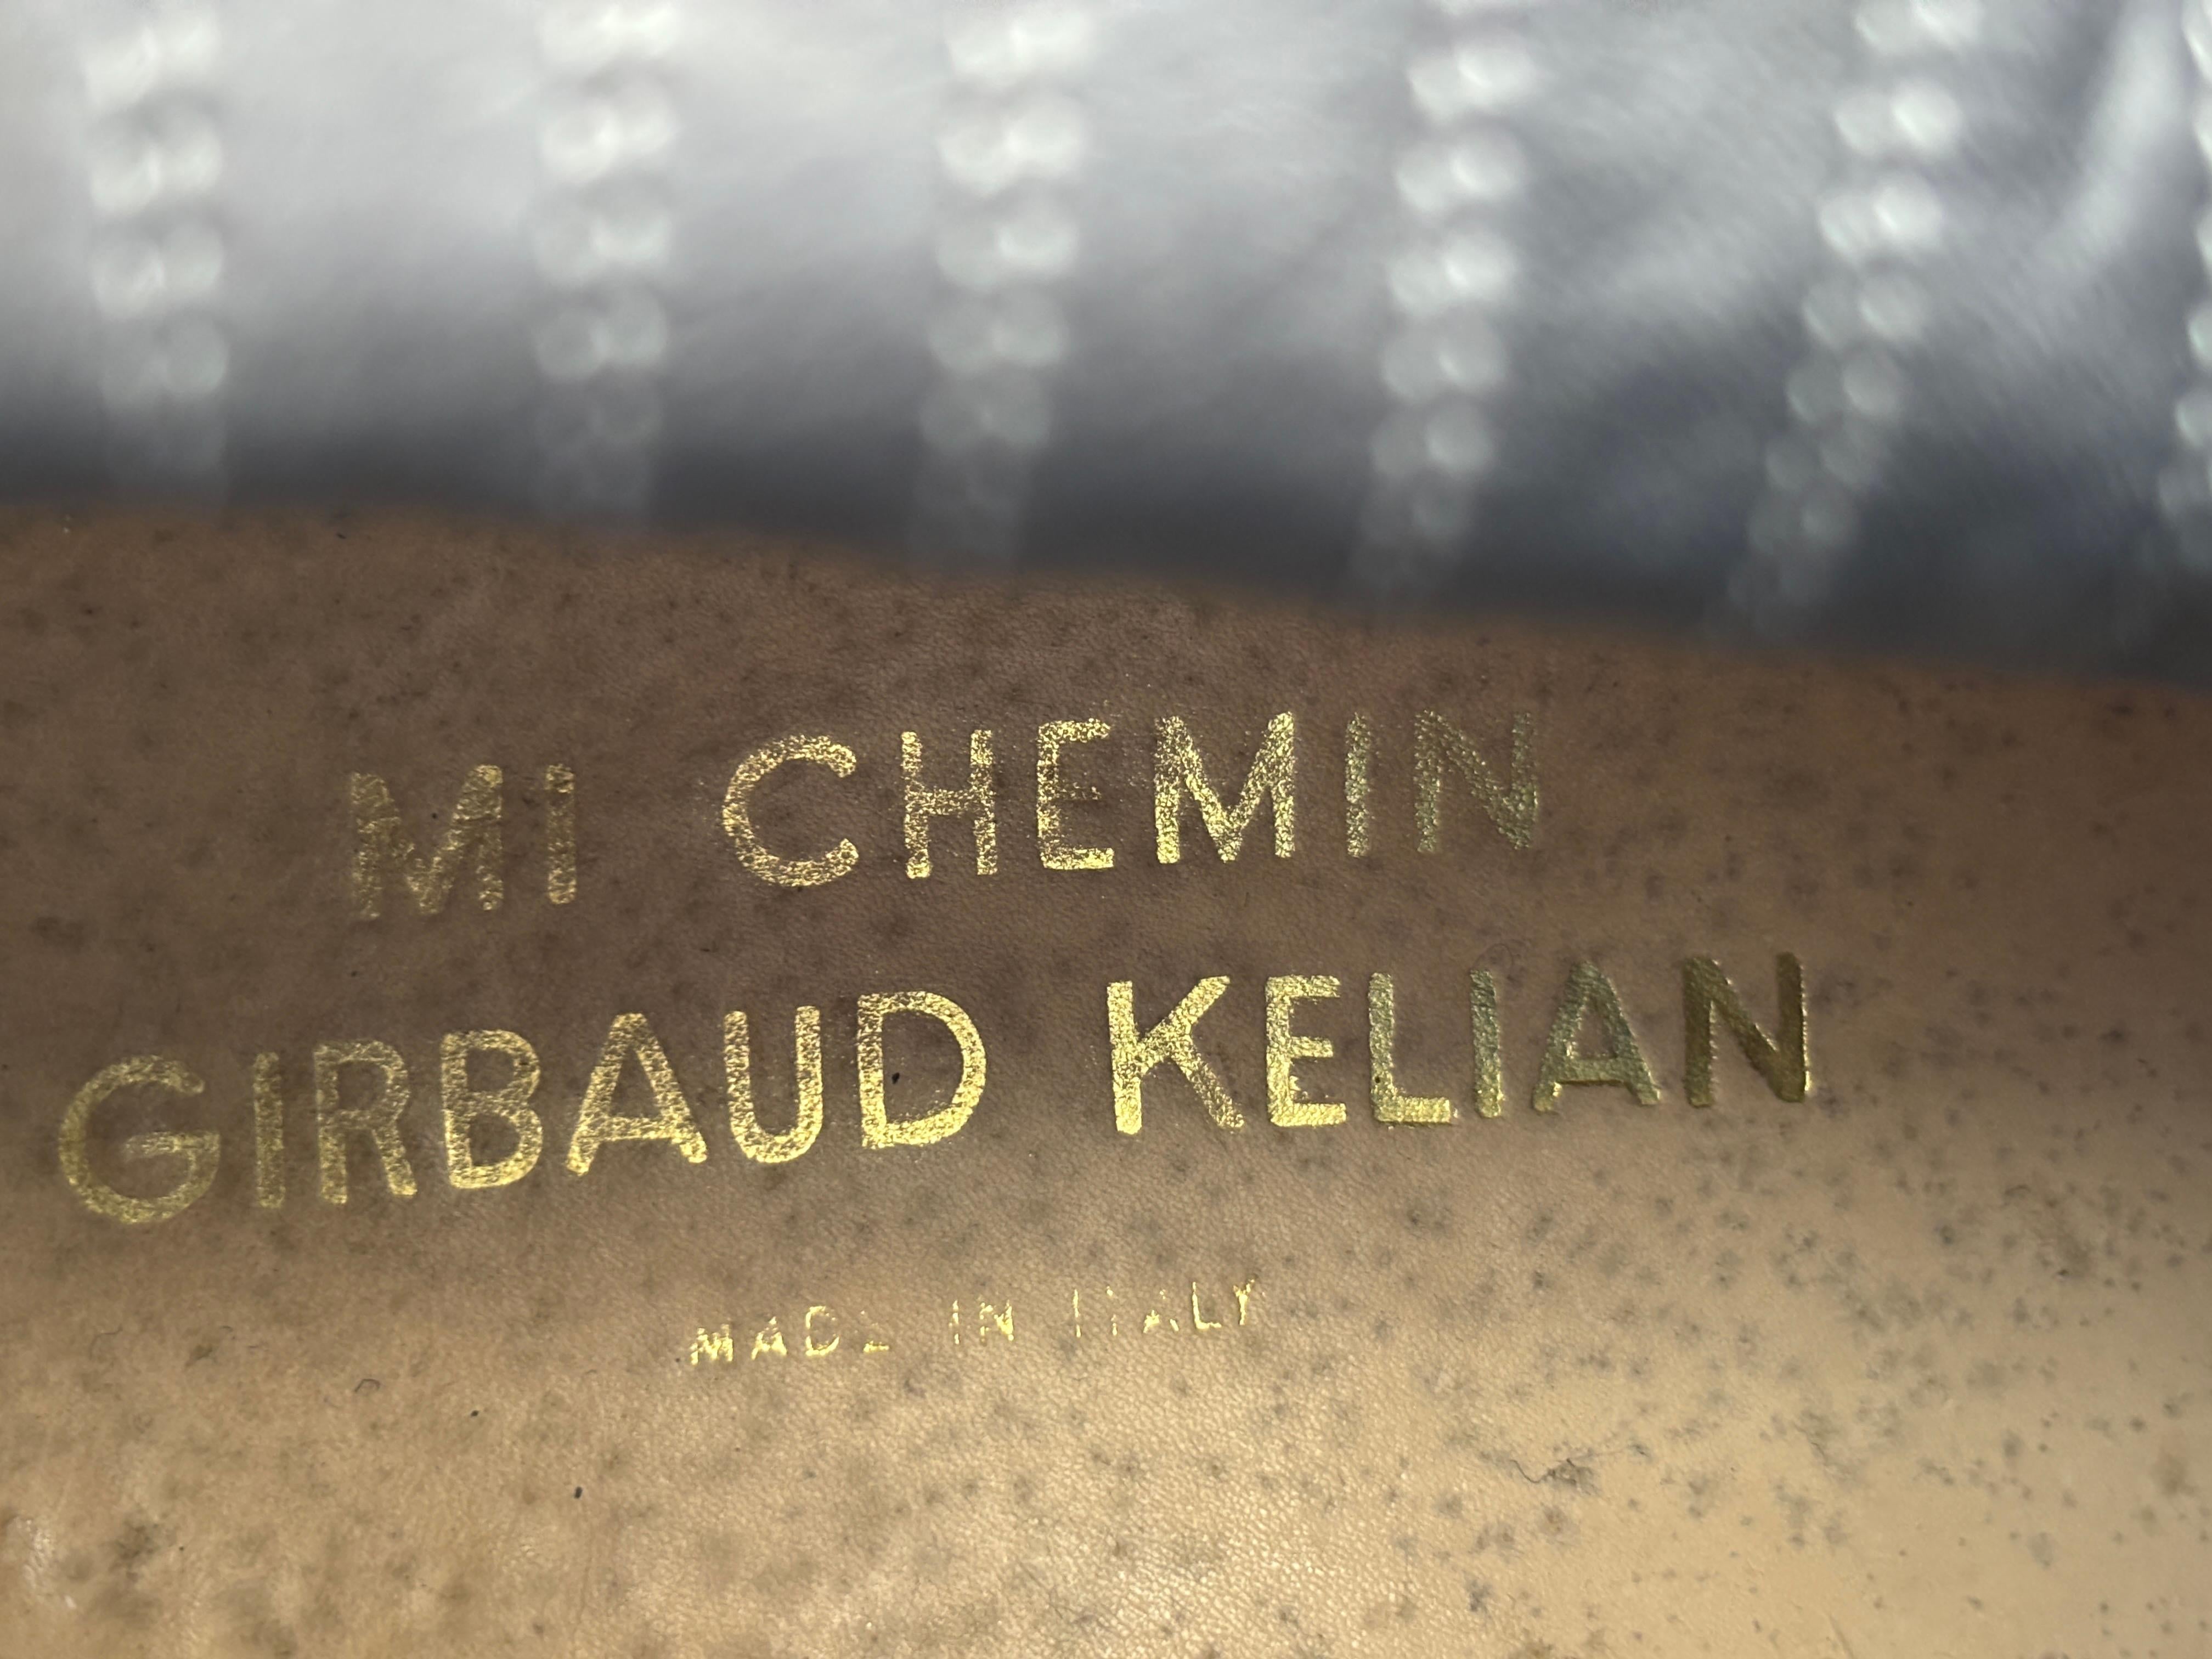 Mi CHEMIN
GIRBAUD KELIAN
MADE IN ITALY